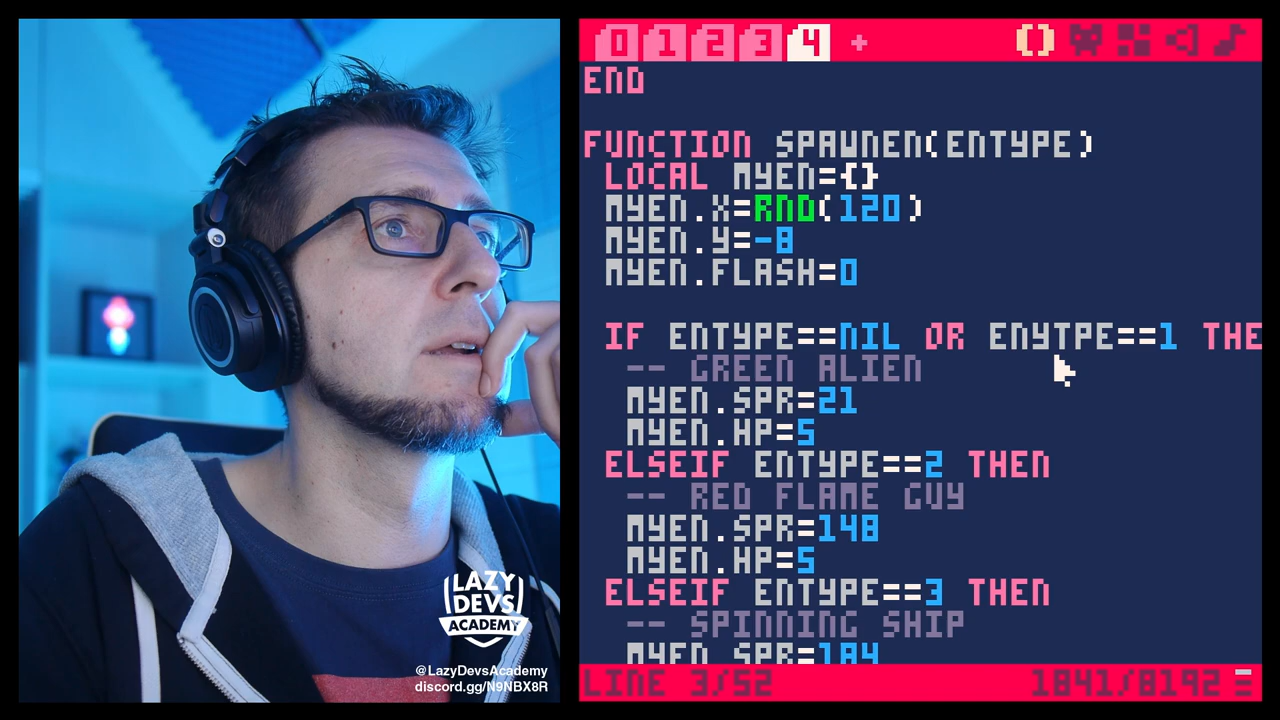 LAZY
DEVS
ACADEMY
@LazyDevsAcademy
discord.gg/N9NBX8R
0 1 2 3 4 +
END
FUNCTION SPAWNEN(ENTYPE)
LOCAL MYEN={}
MYEN.X=RND(120)
MYEN.Y=-8
MYEN.FLASH=0
IF ENTYPE==NIL OR ENYTPE==1 THE
-- GREEN ALIEN
MYEN.SPR=21
MYEN.HP=5
ELSEIF ENTYPE==2 THEN
-- RED FLAME GUY
MYEN.SPR=148
MYEN.HP=5
ELSEIF ENTYPE==3 THEN
-- SPINNING SHIP
MYEN.SPR=184
LINE 3/52
1841/8192